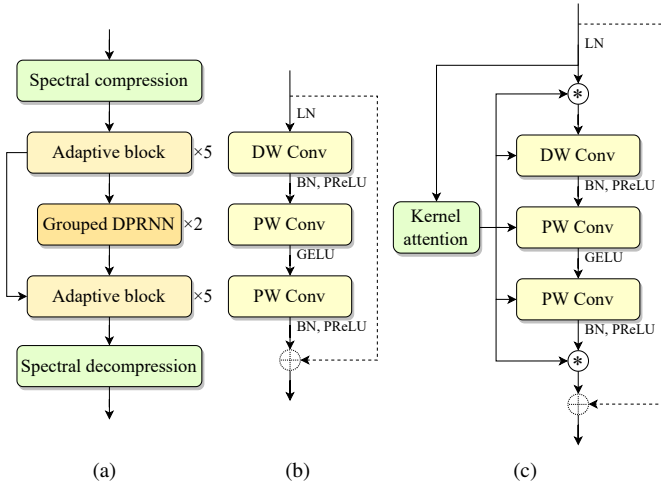 Spectral compression
Adaptive block ×5
Grouped DPRNN ×2
Adaptive block ×5
Spectral decompression
(a)
LN
DW Conv
BN, PReLU
PW Conv
GELU
PW Conv
BN, PReLU
(b)
LN
*
DW Conv
BN, PReLU
Kernel
attention
PW Conv
GELU
PW Conv
BN, PReLU
*
(c)